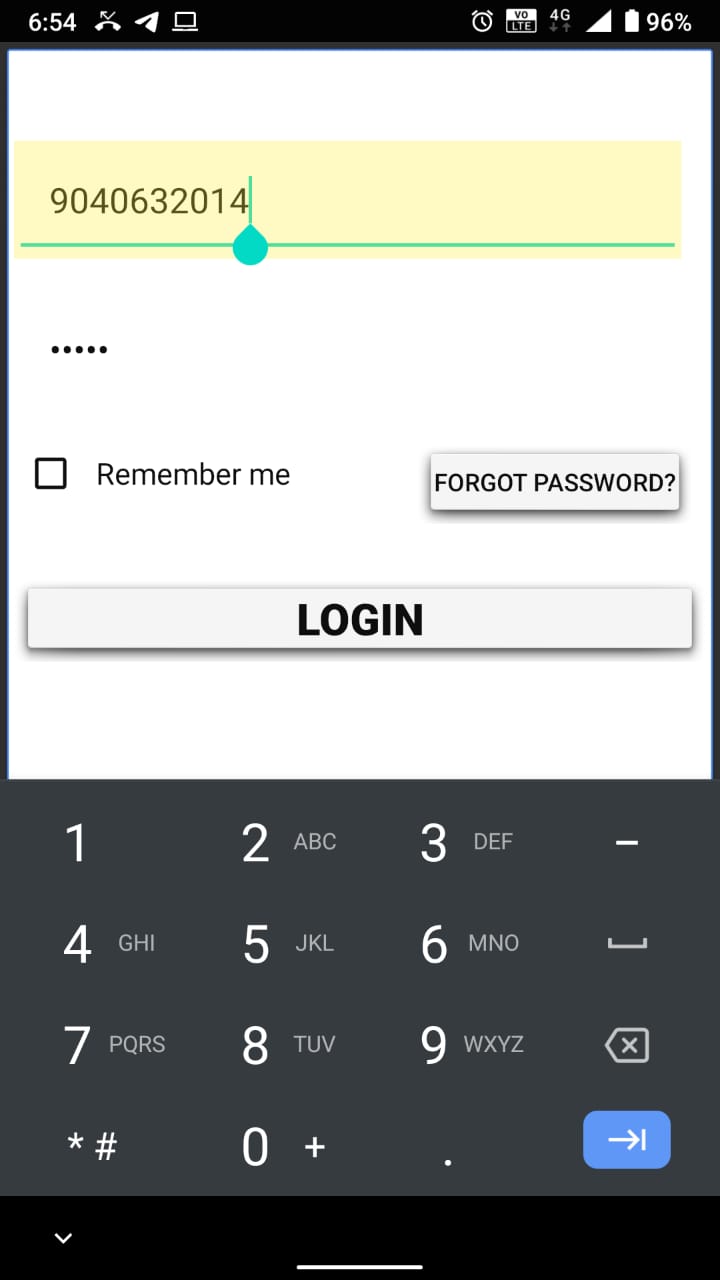 6:54 VO LTE 4G 96%
9040632014
•••••
Remember me FORGOT PASSWORD?
LOGIN
1 2 ABC 3 DEF –
4 GHI 5 JKL 6 MNO
7 PQRS 8 TUV 9 WXYZ
* # 0 + .